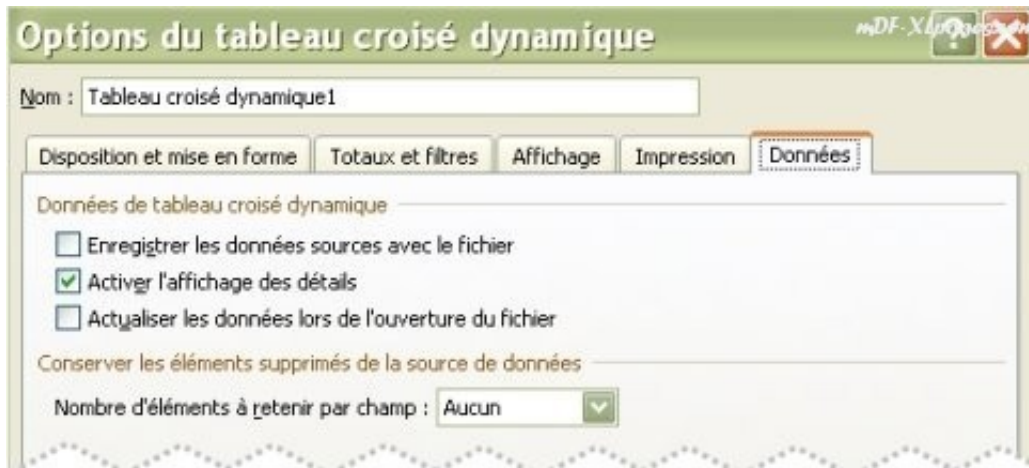 Options du tableau croisé dynamique
Nom : Tableau croisé dynamique1
Disposition et mise en forme Totaux et filtres Affichage Impression Données
Données de tableau croisé dynamique
Enregistrer les données sources avec le fichier
Activer l'affichage des détails
Actualiser les données lors de l'ouverture du fichier
Conserver les éléments supprimés de la source de données
Nombre d'éléments à retenir par champ : Aucun